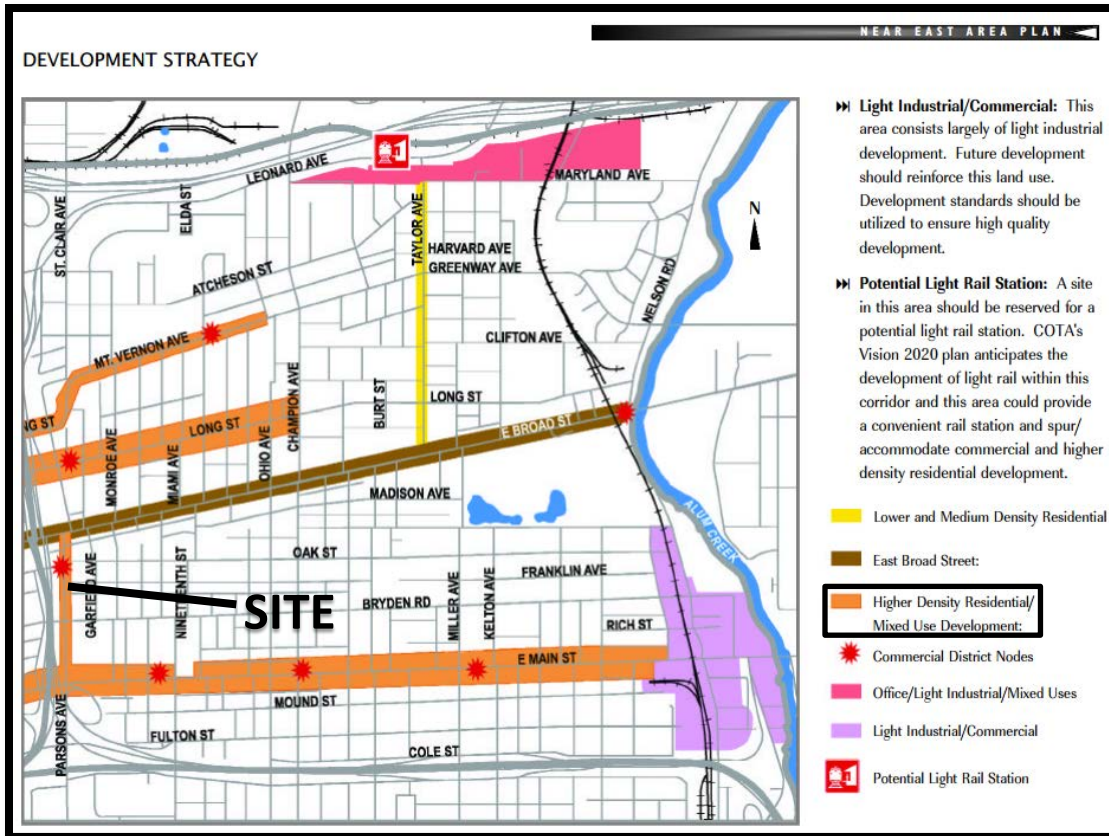 NEAR EAST AREA PLAN
DEVELOPMENT STRATEGY
LEONARD AVE
MARYLAND AVE
ELDA ST
ST. CLAIR AVE
TAYLOR AVE
N
HARVARD AVE
GREENWAY AVE
ATCHESON ST
NELSON RD
MT. VERNON AVE
CLIFTON AVE
CHAMPION AVE
BURT ST
LONG ST
NG ST
LONG ST
E BROAD ST
OHIO AVE
MONROE AVE
MIAMI AVE
MADISON AVE
ALUM CREEK
OAK ST
FRANKLIN AVE
GARFIELD AVE
NINETEENTH ST
SITE
BRYDEN RD
MILLER AVE
KELTON AVE
RICH ST
E MAIN ST
MOUND ST
PARSONS AVE
FULTON ST
COLE ST
Light Industrial/Commercial: This
area consists largely of light industrial
development. Future development
should reinforce this land use.
Development standards should be
utilized to ensure high quality
development.
Potential Light Rail Station: A site
in this area should be reserved for a
potential light rail station. COTA's
Vision 2020 plan anticipates the
development of light rail within this
corridor and this area could provide
a convenient rail station and spur/
accommodate commercial and higher
density residential development.
Lower and Medium Density Residential
East Broad Street:
Higher Density Residential/
Mixed Use Development:
Commercial District Nodes
Office/Light Industrial/Mixed Uses
Light Industrial/Commercial
Potential Light Rail Station